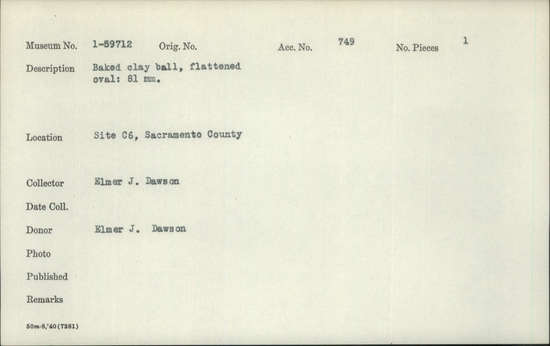 Museum No. 1-59712 Orig. No. Acc. No. 749 No. Pieces 1
Description Baked clay ball, flattened
oval: 81 mm.
Location Site C6, Sacramento County
Collector Elmer J. Dawson
Date Coll.
Donor Elmer J. Dawson
Photo
Published
Remarks
50m-8,'40(7261)